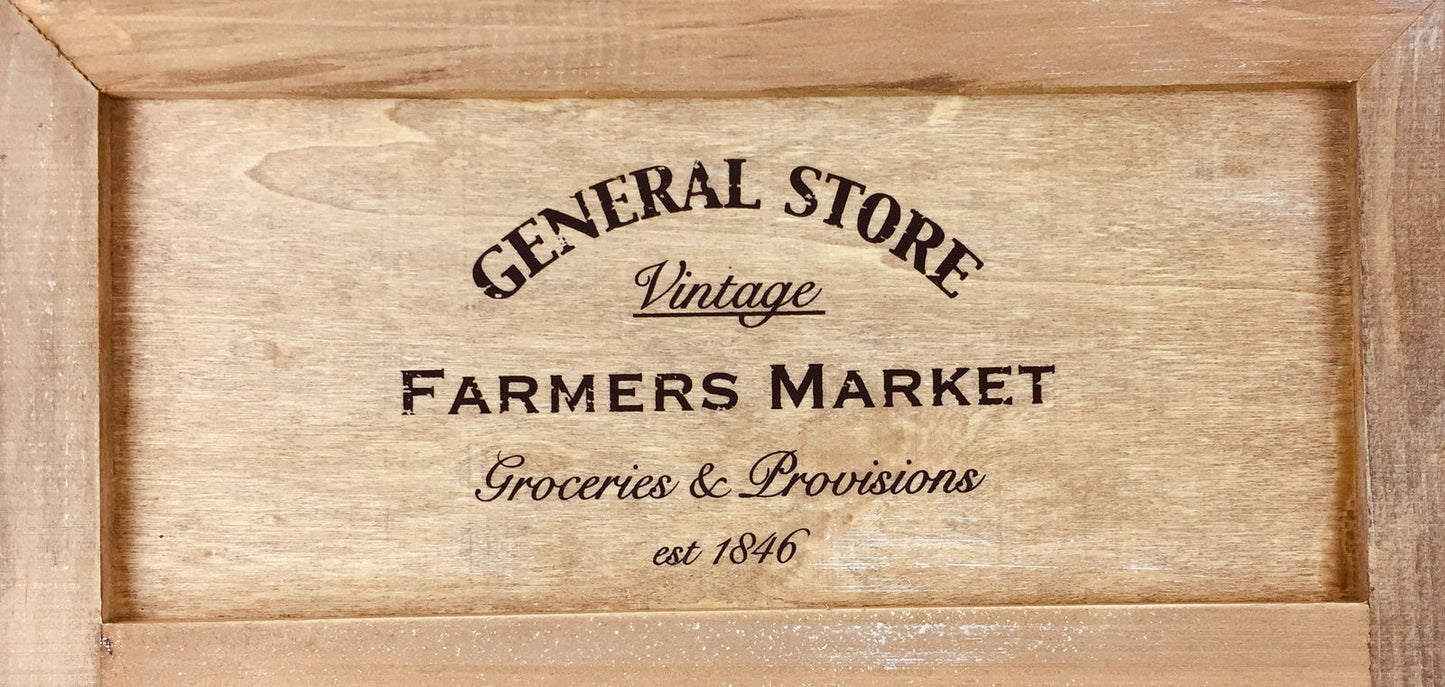 GENERAL STORE
Vintage
FARMERS MARKET
Groceries & Provisions
est 1846